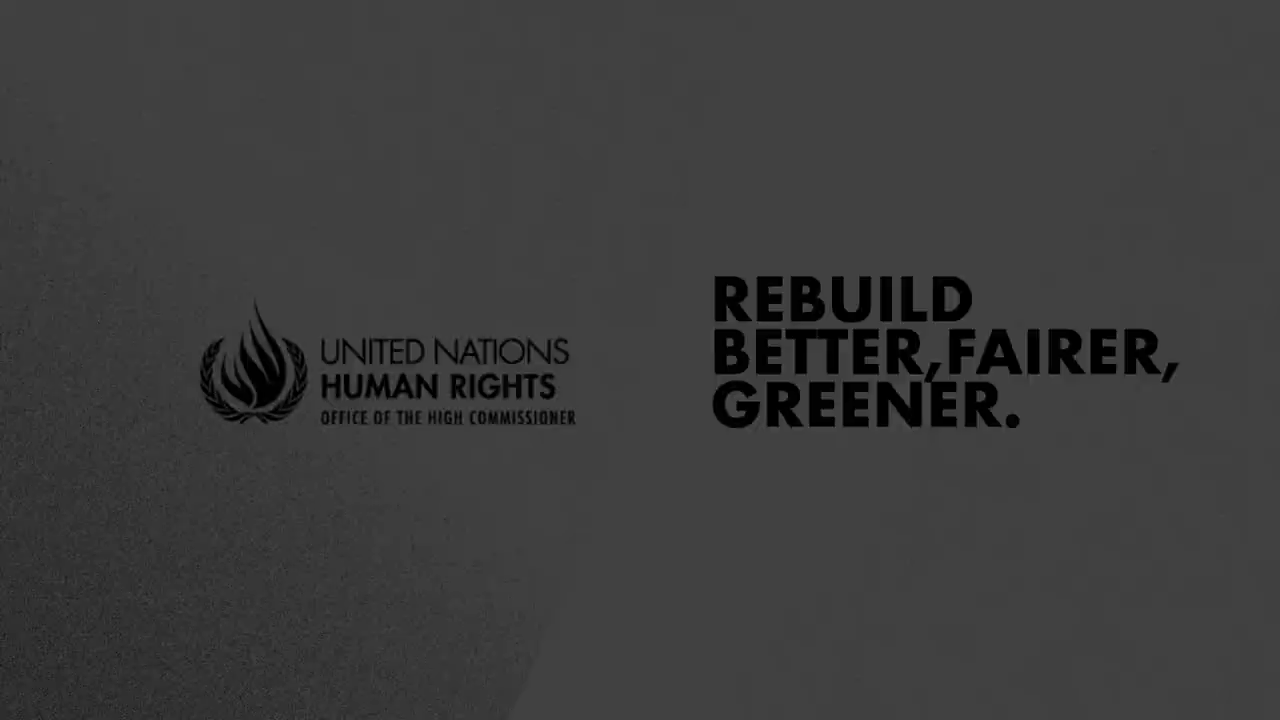 UNITED NATIONS
HUMAN RIGHTS
OFFICE OF THE HIGH COMMISSIONER
REBUILD
BETTER,FAIRER,
GREENER.